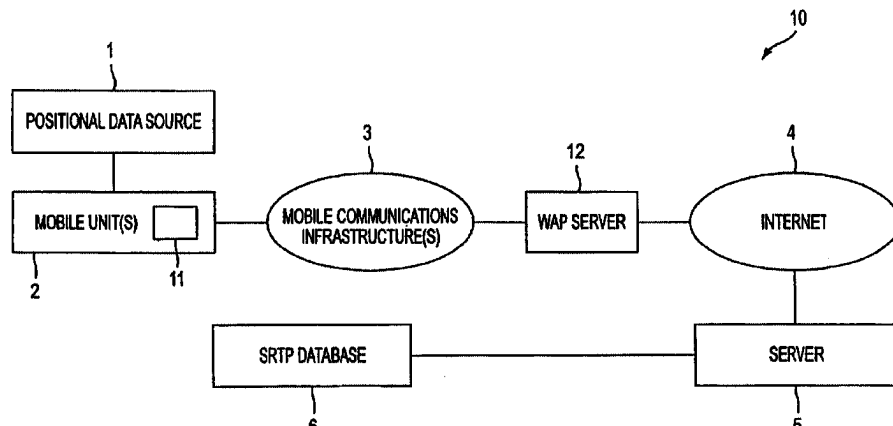 10
1
POSITIONAL DATA SOURCE
3
12
4
MOBILE UNIT(S)
MOBILE COMMUNICATIONS
INFRASTRUCTURE(S)
WAP SERVER
INTERNET
2
11
SRTP DATABASE
SERVER
6
5